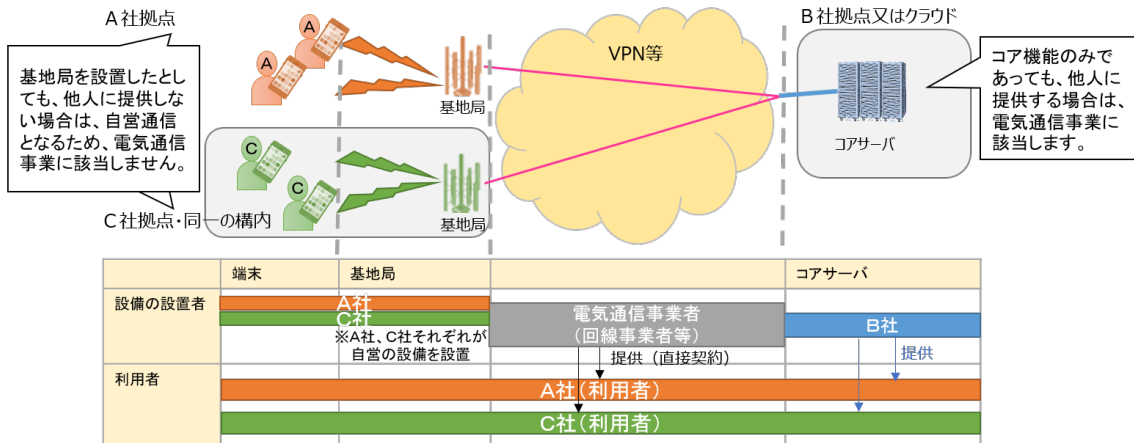 A社拠点
基地局を設置したとし
ても、他人に提供しな
い場合は、自営通信
となるため、電気通信
事業に該当しません。
A
A
基地局
C
C
基地局
C社拠点・同一の構内
VPN等
B社拠点又はクラウド
コアサーバ
コア機能のみで
あっても、他人に
提供する場合は、
電気通信事業に
該当します。
端末
基地局
コアサーバ
設備の設置者
A社
C社
※A社、C社それぞれが
自営の設備を設置
電気通信事業者
(回線事業者等)
B社
提供(直接契約)
提供
利用者
A社(利用者)
C社(利用者)